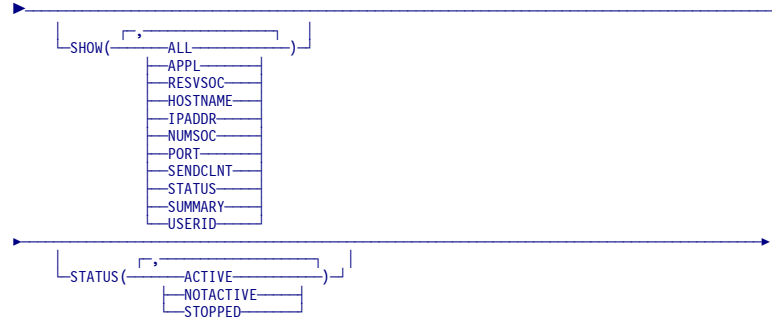 ,
SHOW( ALL )
APPL
RESVSOC
HOSTNAME
IPADDR
NUMSOC
PORT
SENDCLNT
STATUS
SUMMARY
USERID
,
STATUS( ACTIVE )
NOTACTIVE
STOPPED